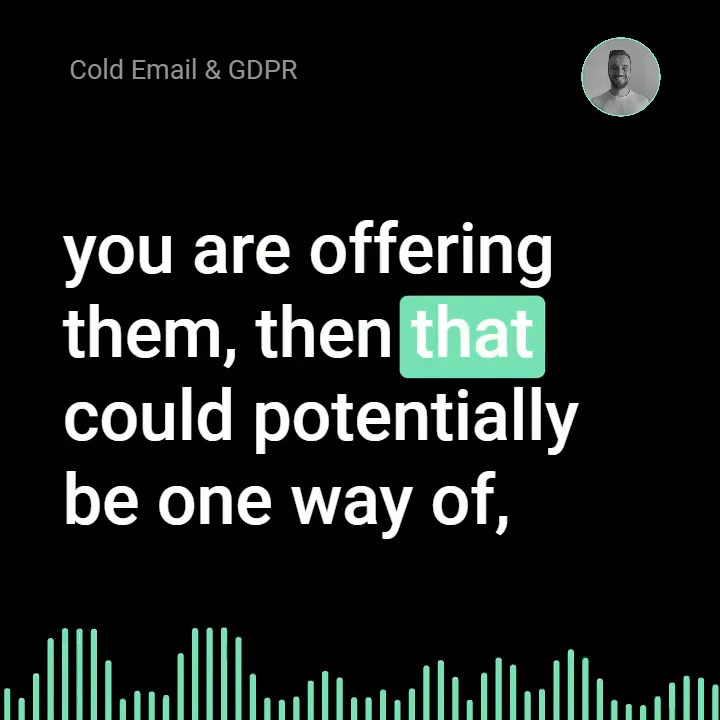 Cold Email & GDPR
you are offering
them, then that
could potentially
be one way of,